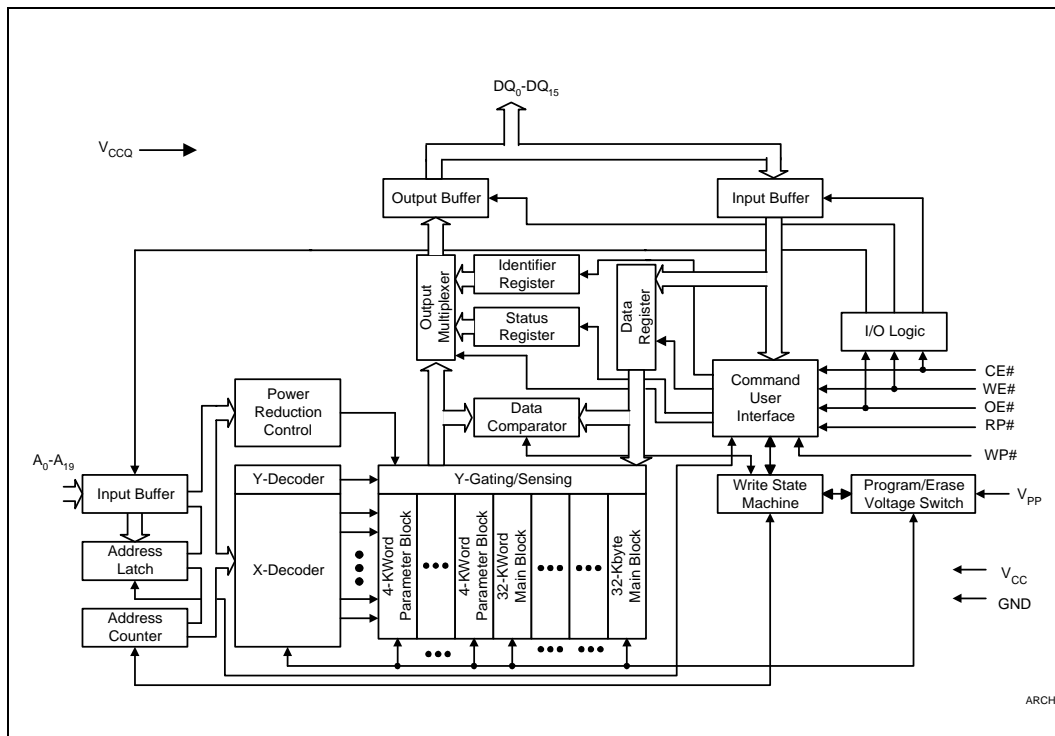 DQ0-DQ15
VCCQ
Output Buffer
Input Buffer
Output
Multiplexer
Identifier
Register
Status
Register
Data
Register
I/O Logic
Command
User
Interface
CE#
WE#
OE#
RP#
WP#
Power
Reduction
Control
Data
Comparator
A0-A19
Input Buffer
Y-Decoder
Y-Gating/Sensing
Write State
Machine
Program/Erase
Voltage Switch
VPP
Address
Latch
X-Decoder
4-KWord
Parameter Block
4-KWord
Parameter Block
32-KWord
Main Block
32-Kbyte
Main Block
Address
Counter
VCC
GND
ARCH